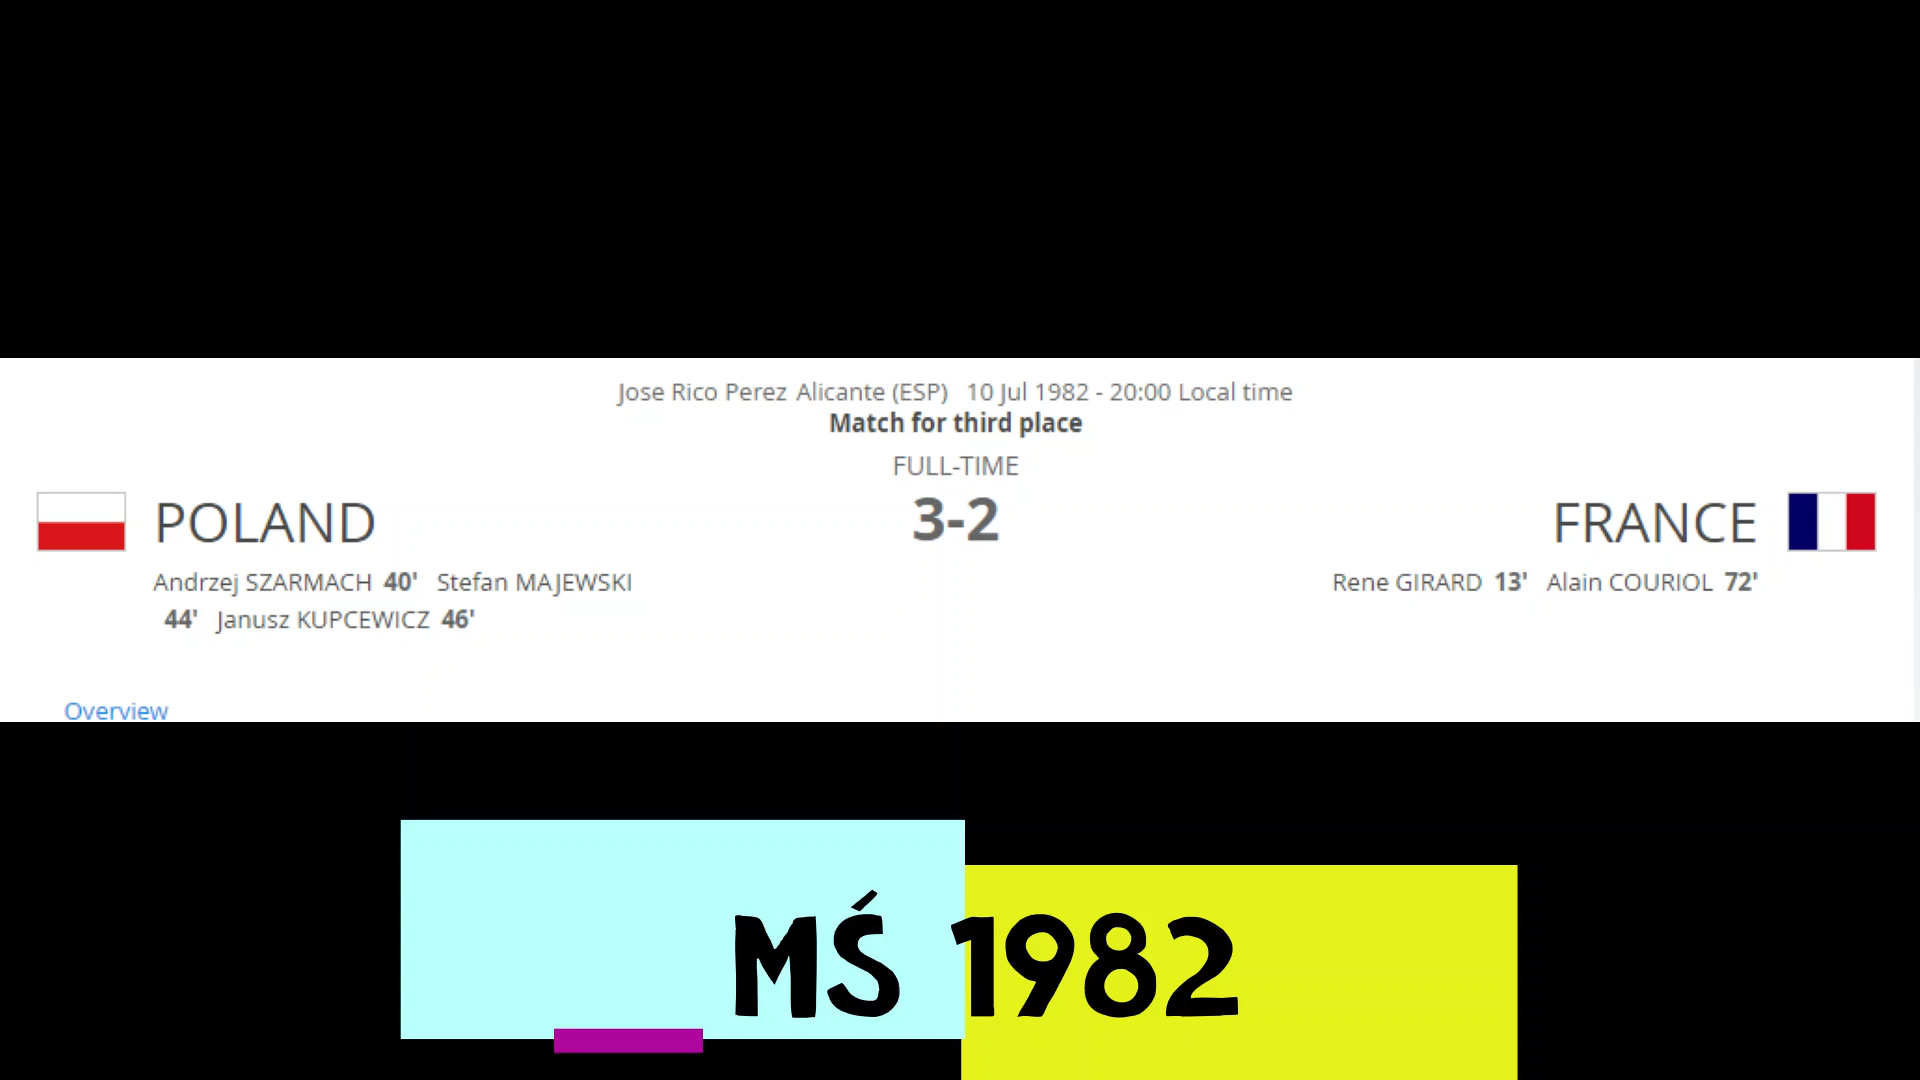 Jose Rico Perez Alicante (ESP) 10 Jul 1982 - 20:00 Local time
Match for third place
FULL-TIME
POLAND 3-2 FRANCE
Andrzej SZARMACH 40' Stefan MAJEWSKI
44' Janusz KUPCEWICZ 46'
Rene GIRARD 13' Alain COURIOL 72'
Overview
MŚ 1982